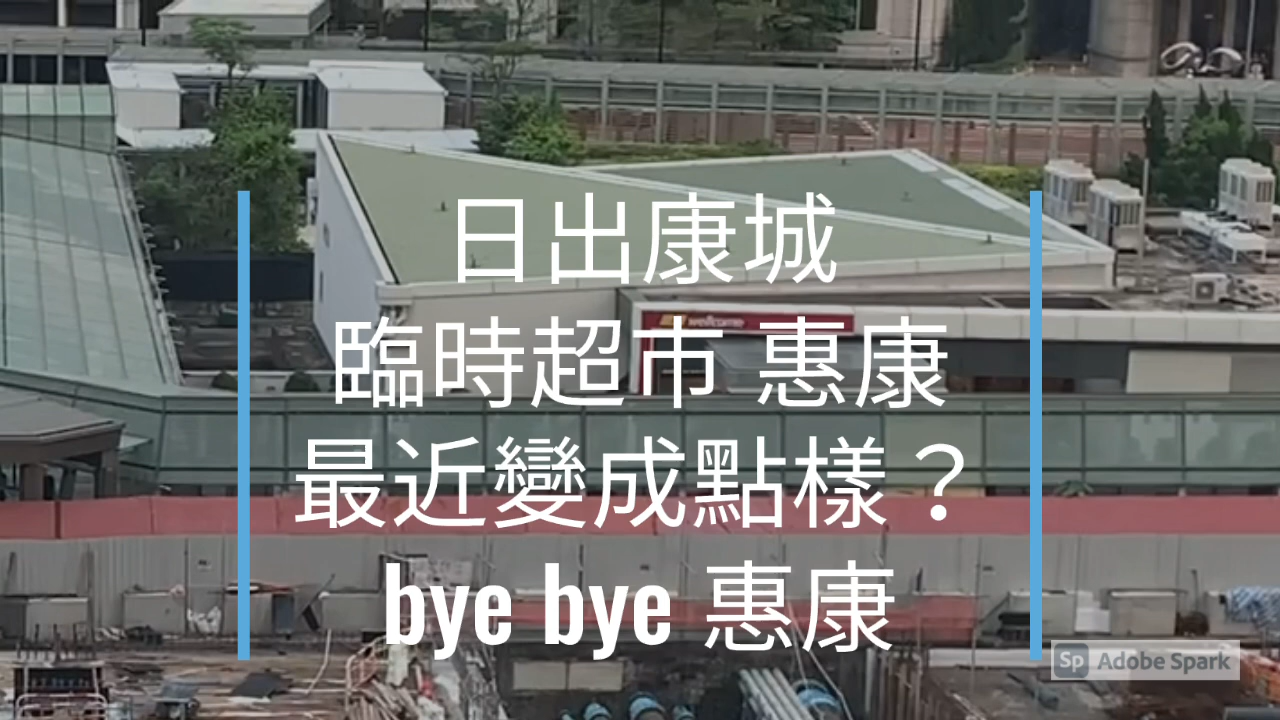 wellcome
日出康城
臨時超市 惠康
最近變成點樣？
bye bye 惠康
Sp Adobe Spark